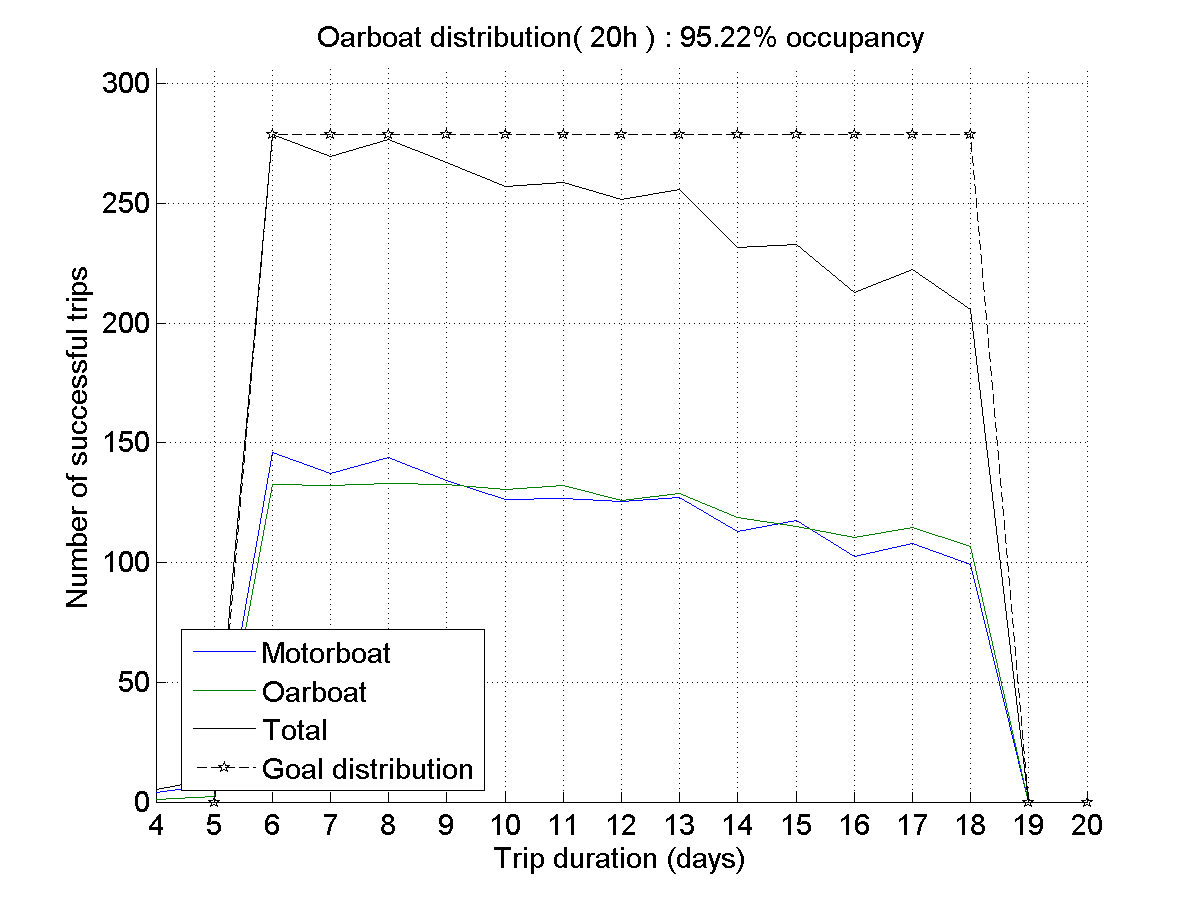 Oarboat distribution( 20h ) : 95.22% occupancy
300
250
200
150
100
50
0
Number of successful trips
Motorboat
Oarboat
Total
Goal distribution
4 5 6 7 8 9 10 11 12 13 14 15 16 17 18 19 20
Trip duration (days)